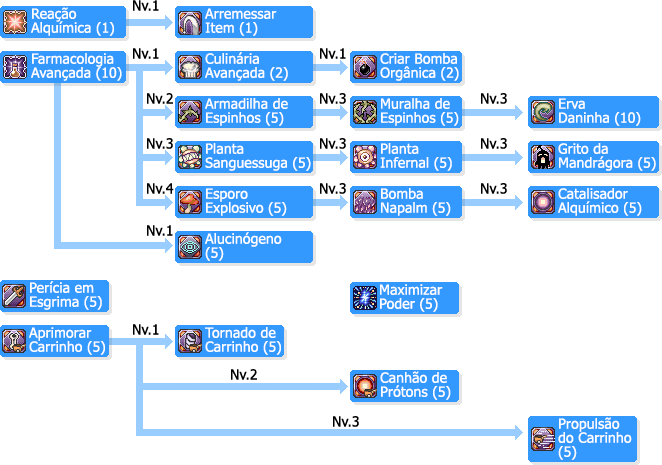 Nv.1
Reação
Alquímica (1)
Arremessar
Item (1)
Farmacologia
Avançada (10)
Nv.1
Culinária
Avançada (2)
Nv.1
Criar Bomba
Orgânica (2)
Nv.2
Armadilha de
Espinhos (5)
Nv.3
Muralha de
Espinhos (5)
Nv.3
Erva
Daninha (10)
Nv.3
Planta
Sanguessuga (5)
Nv.3
Planta
Infernal (5)
Nv.3
Grito da
Mandrágora (5)
Nv.4
Esporo
Explosivo (5)
Nv.3
Bomba
Napalm (5)
Nv.3
Catalisador
Alquímico (5)
Nv.1
Alucinógeno
(5)
Perícia em
Esgrima (5)
Maximizar
Poder (5)
Aprimorar
Carrinho (5)
Nv.1
Tornado de
Carrinho (5)
Nv.2
Canhão de
Prótons (5)
Nv.3
Propulsão
do Carrinho
(5)